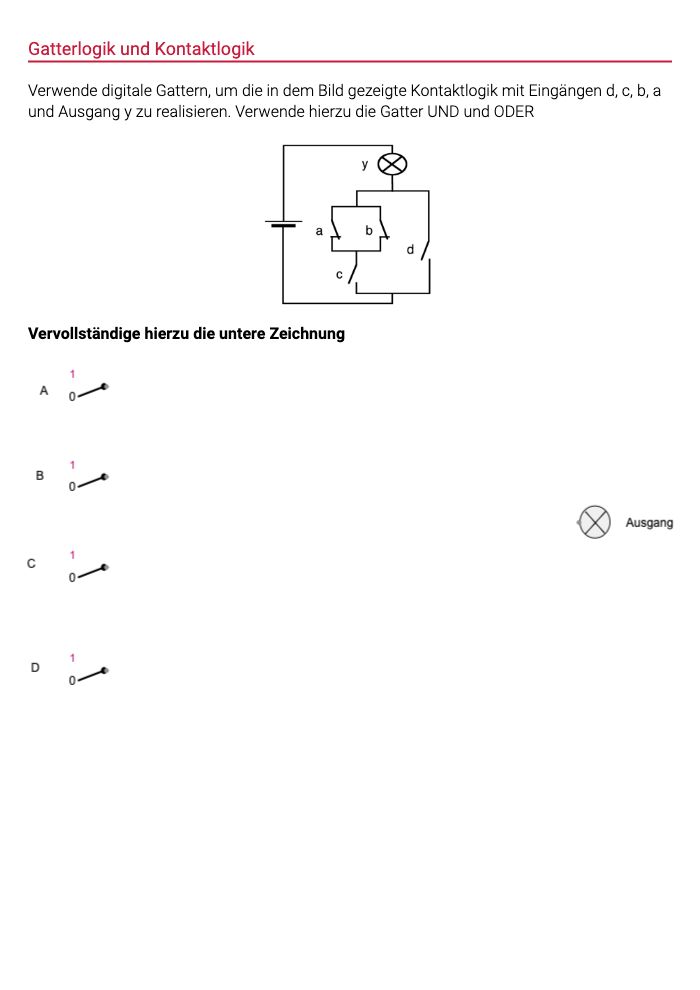 Gatterlogik und Kontaktlogik
Verwende digitale Gattern, um die in dem Bild gezeigte Kontaktlogik mit Eingängen d, c, b, a
und Ausgang y zu realisieren. Verwende hierzu die Gatter UND und ODER
y
a
b
d
c
Vervollständige hierzu die untere Zeichnung
1
A
0
1
B
0
Ausgang
1
C
0
1
D
0